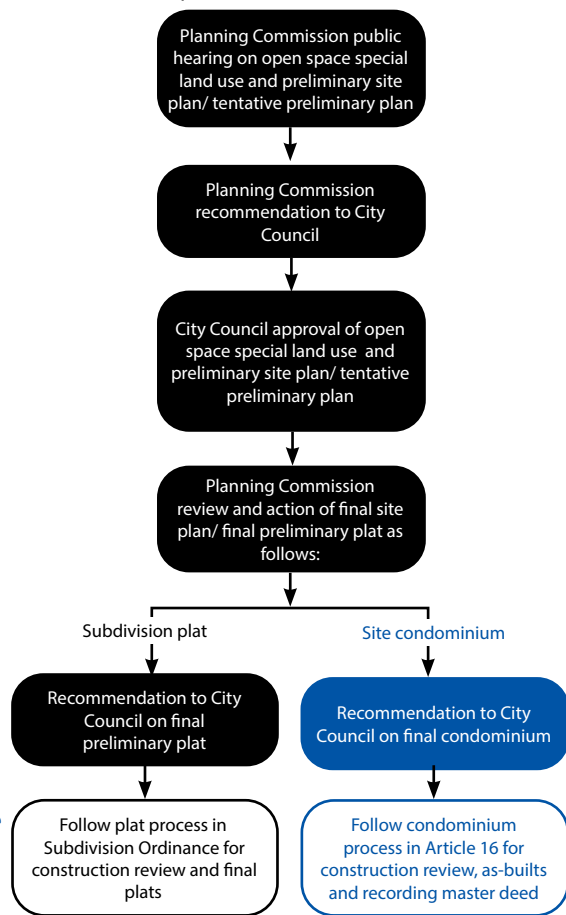 Planning Commission public
hearing on open space special
land use and preliminary site
plan/ tentative preliminary plan
Planning Commission
recommendation to City
Council
City Council approval of open
space special land use and
preliminary site plan/ tentative
preliminary plan
Planning Commission
review and action of final site
plan/ final preliminary plat as
follows:
Subdivision plat
Site condominium
Recommendation to City
Council on final
preliminary plat
Recommendation to City
Council on final condominium
Follow plat process in
Subdivision Ordinance for
construction review and final
plats
Follow condominium
process in Article 16 for
construction review, as-builts
and recording master deed